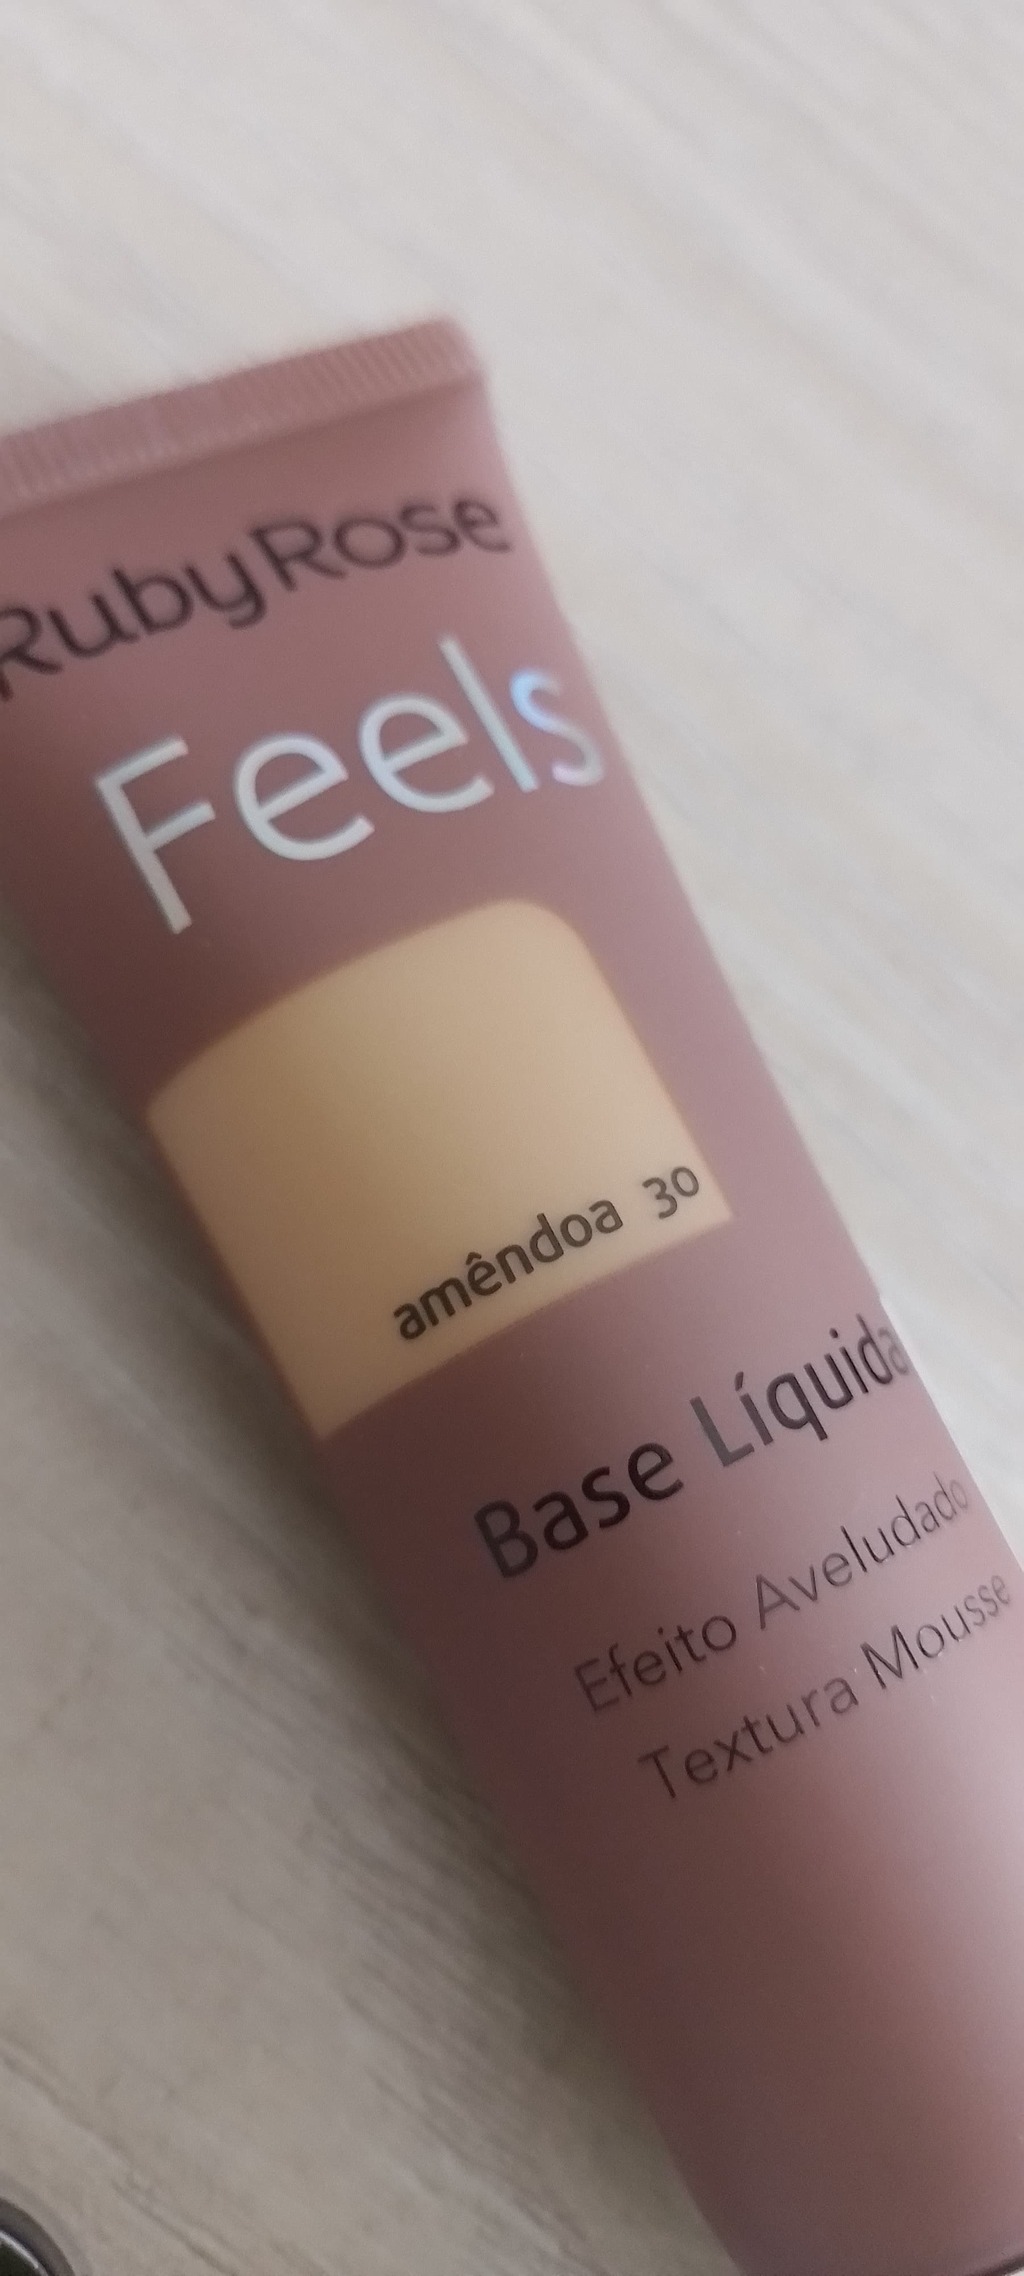 RubyRose
Feels
amêndoa 30
Base Líquida
Efeito Aveludado
Textura Mousse